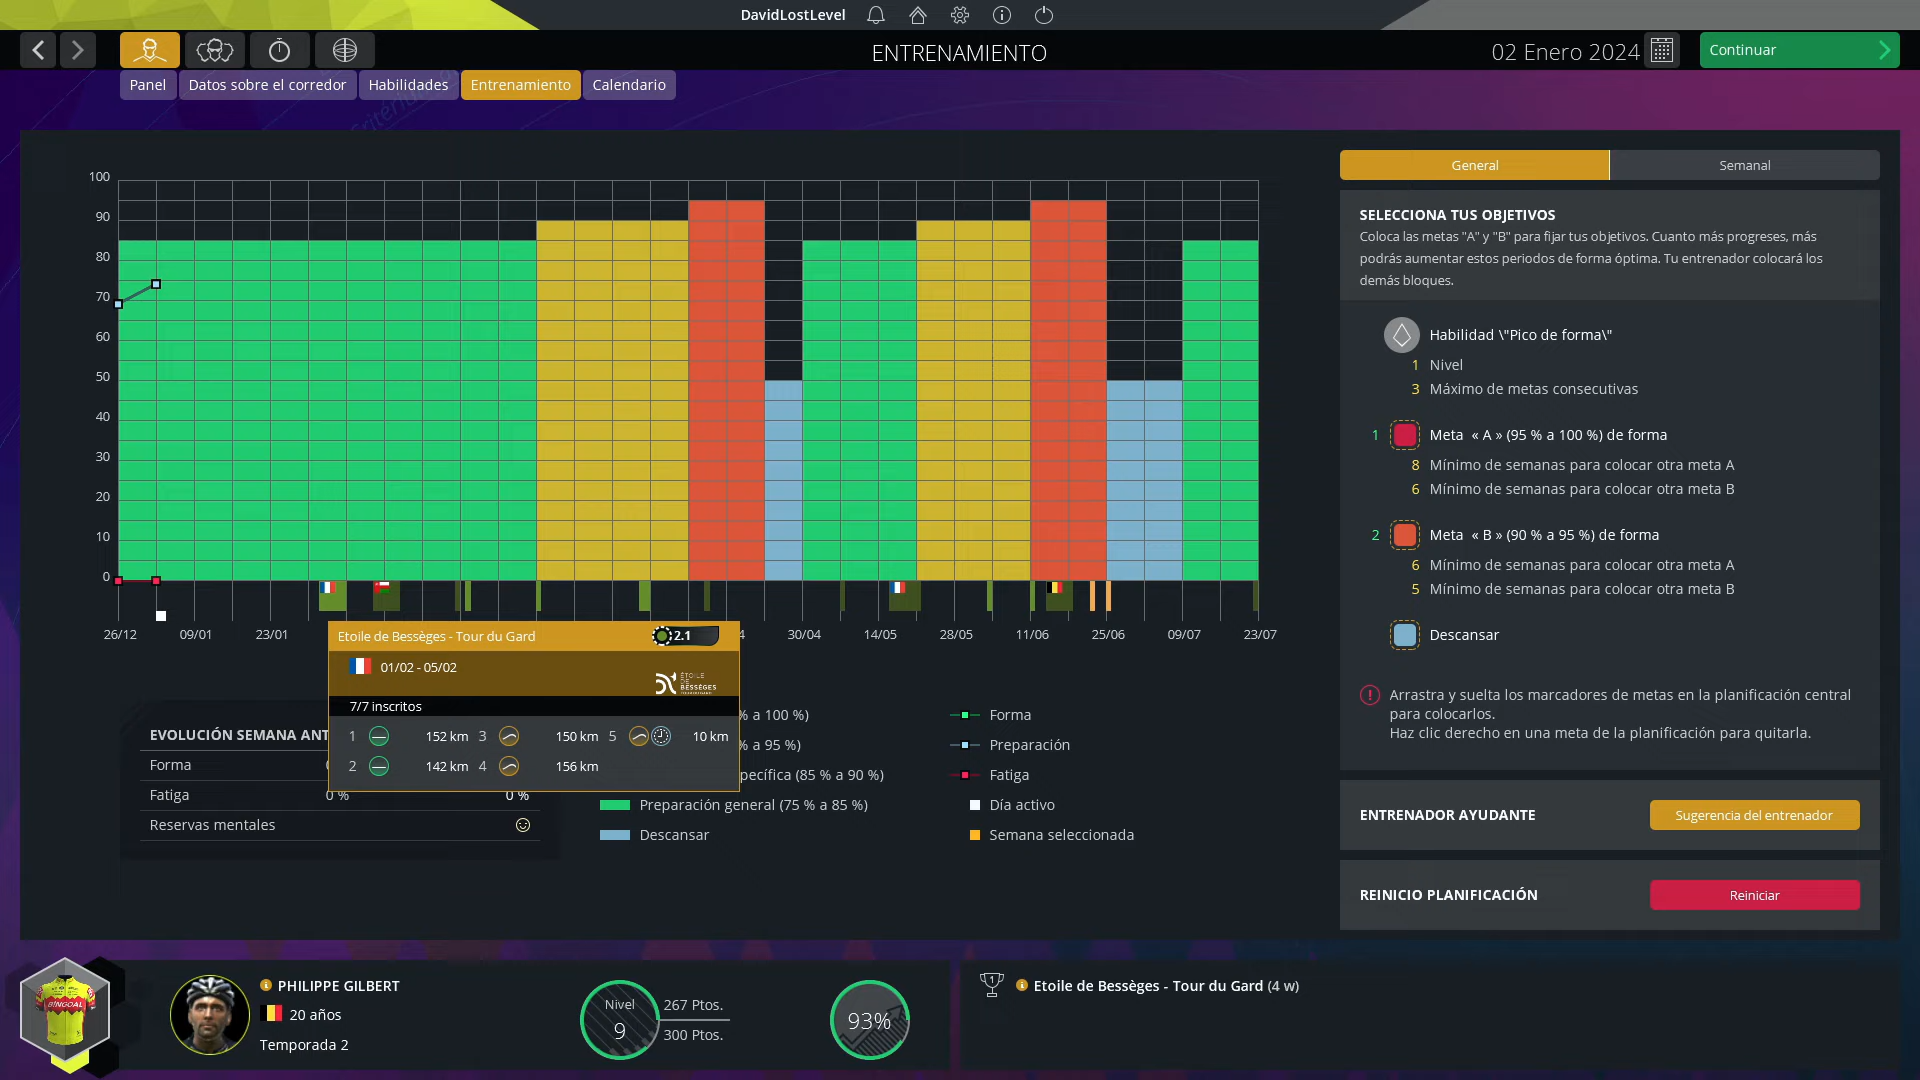 DavidLostLevel
ENTRENAMIENTO
02 Enero 2024
Continuar
Panel
Datos sobre el corredor
Habilidades
Entrenamiento
Calendario
100
90
80
70
60
50
40
30
20
10
0
26/12
09/01
23/01
30/04
14/05
28/05
11/06
25/06
09/07
23/07
Etoile de Bessèges - Tour du Gard
2.1
01/02 - 05/02
ÉTOILE
DE
BESSÈGES
7/7 inscritos
1 152 km 3 150 km 5 10 km
2 142 km 4 156 km
EVOLUCIÓN SEMANA ANT
Forma
Fatiga 0 % 0 %
Reservas mentales
% a 100 %)
% a 95 %)
pecífica (85 % a 90 %)
Preparación general (75 % a 85 %)
Descansar
Forma
Preparación
Fatiga
Día activo
Semana seleccionada
General
Semanal
SELECCIONA TUS OBJETIVOS
Coloca las metas "A" y "B" para fijar tus objetivos. Cuanto más progreses, más
podrás aumentar estos periodos de forma óptima. Tu entrenador colocará los
demás bloques.
Habilidad \"Pico de forma\"
1 Nivel
3 Máximo de metas consecutivas
1 Meta « A » (95 % a 100 %) de forma
8 Mínimo de semanas para colocar otra meta A
6 Mínimo de semanas para colocar otra meta B
2 Meta « B » (90 % a 95 %) de forma
6 Mínimo de semanas para colocar otra meta A
5 Mínimo de semanas para colocar otra meta B
Descansar
Arrastra y suelta los marcadores de metas en la planificación central
para colocarlos.
Haz clic derecho en una meta de la planificación para quitarla.
ENTRENADOR AYUDANTE
Sugerencia del entrenador
REINICIO PLANIFICACIÓN
Reiniciar
BINGOAL
PHILIPPE GILBERT
20 años
Temporada 2
Nivel
9
267 Ptos.
300 Ptos.
93%
1
Etoile de Bessèges - Tour du Gard (4 w)